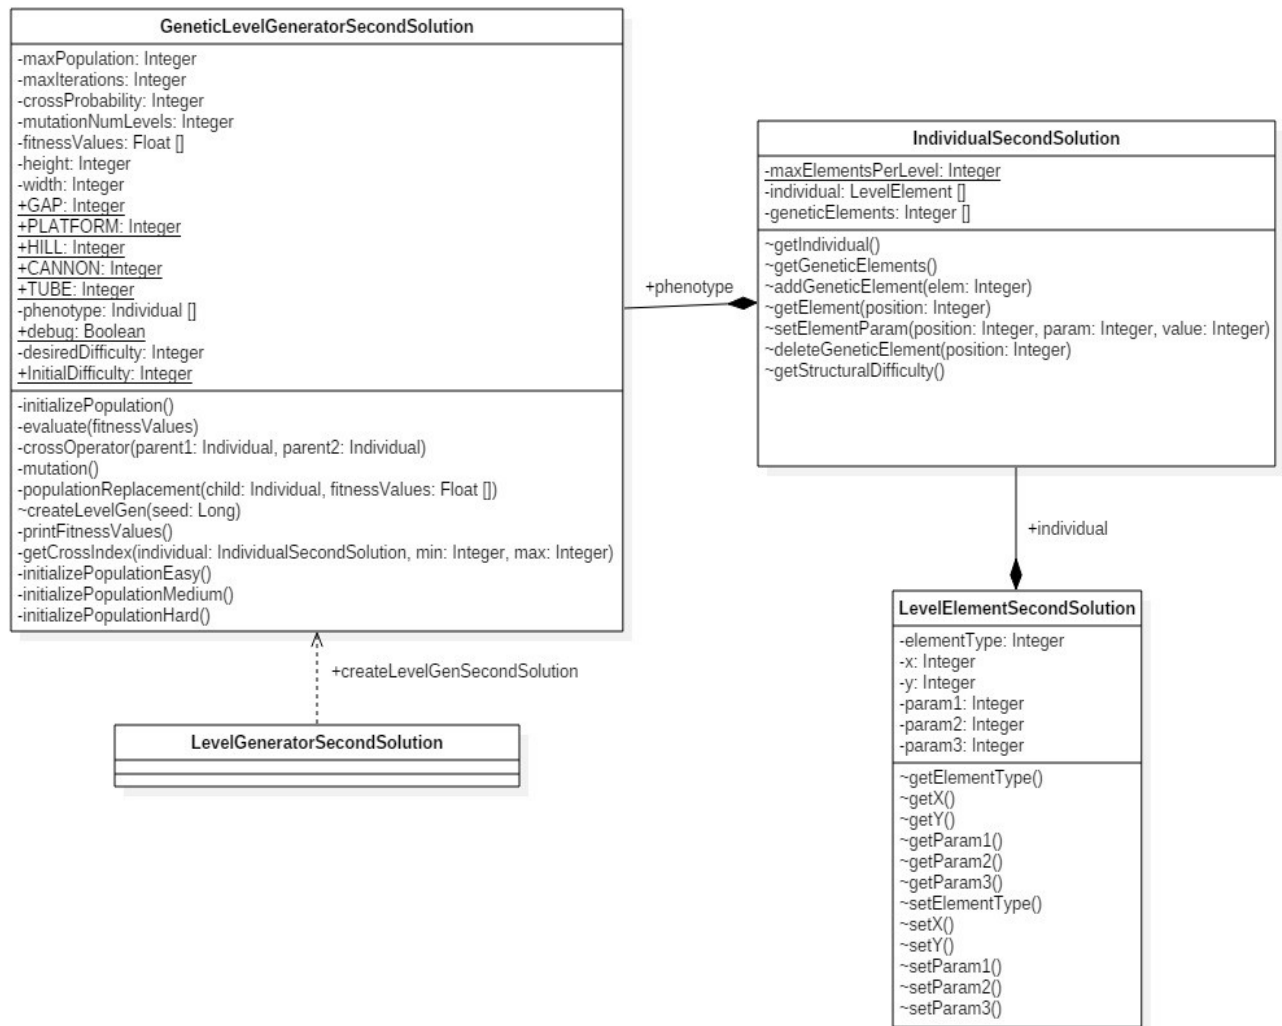 GeneticLevelGeneratorSecondSolution
-maxPopulation: Integer
-maxIterations: Integer
-crossProbability: Integer
-mutationNumLevels: Integer
-fitnessValues: Float []
-height: Integer
-width: Integer
+GAP: Integer
+PLATFORM: Integer
+HILL: Integer
+CANNON: Integer
+TUBE: Integer
-phenotype: Individual []
+debug: Boolean
-desiredDifficulty: Integer
+InitialDifficulty: Integer
-initializePopulation()
-evaluate(fitnessValues)
-crossOperator(parent1: Individual, parent2: Individual)
-mutation()
-populationReplacement(child: Individual, fitnessValues: Float [])
~createLevelGen(seed: Long)
-printFitnessValues()
-getCrossIndex(individual: IndividualSecondSolution, min: Integer, max: Integer)
-initializePopulationEasy()
-initializePopulationMedium()
-initializePopulationHard()
+phenotype
IndividualSecondSolution
-maxElementsPerLevel: Integer
-individual: LevelElement []
-geneticElements: Integer []
~getIndividual()
~getGeneticElements()
~addGeneticElement(elem: Integer)
~getElement(position: Integer)
~setElementParam(position: Integer, param: Integer, value: Integer)
~deleteGeneticElement(position: Integer)
~getStructuralDifficulty()
+individual
+createLevelGenSecondSolution
LevelGeneratorSecondSolution
LevelElementSecondSolution
-elementType: Integer
-x: Integer
-y: Integer
-param1: Integer
-param2: Integer
-param3: Integer
~getElementType()
~getX()
~getY()
~getParam1()
~getParam2()
~getParam3()
~setElementType()
~setX()
~setY()
~setParam1()
~setParam2()
~setParam3()